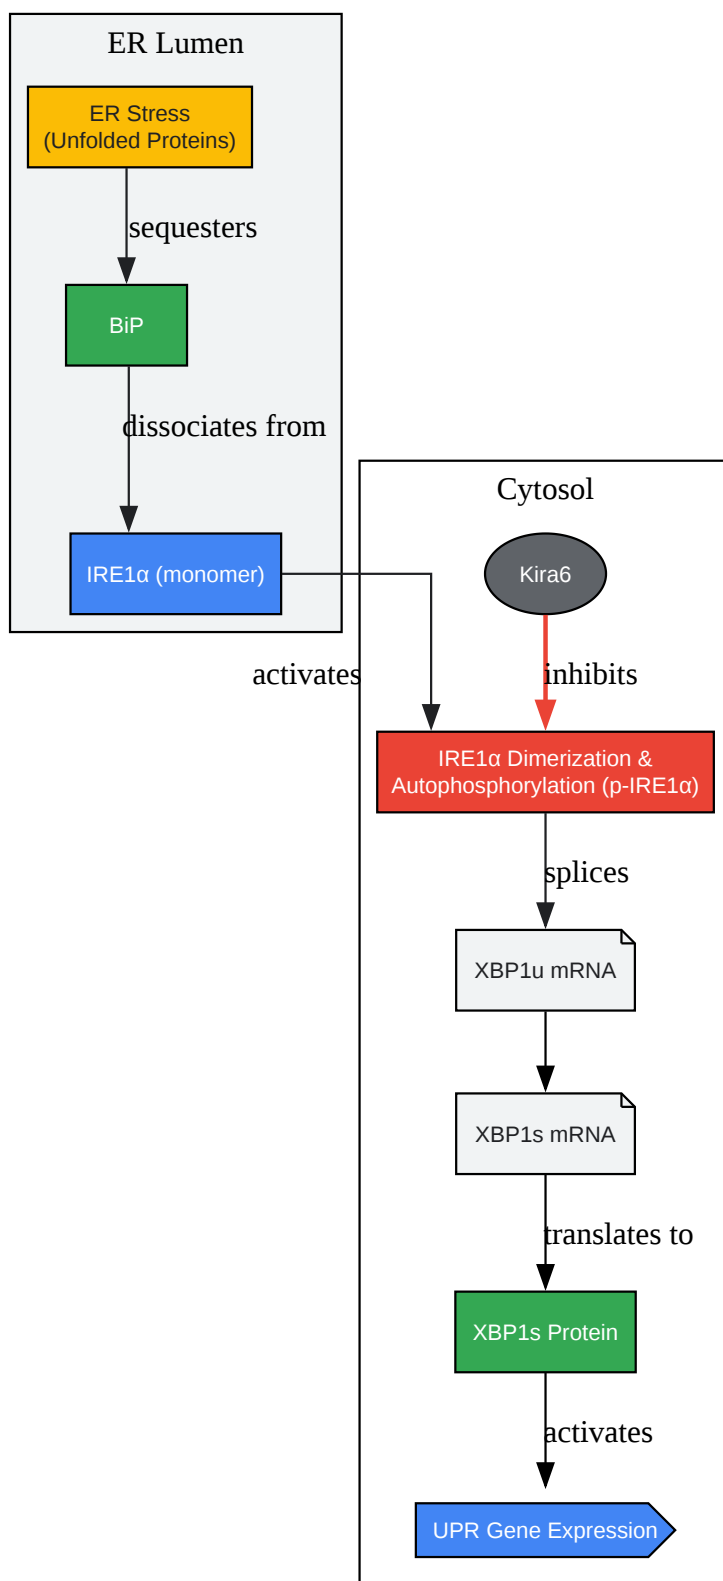 ER Lumen
ER Stress
(Unfolded Proteins)
sequesters
BiP
dissociates from
IRE1α (monomer)
activates
Cytosol
Kira6
inhibits
IRE1α Dimerization &
Autophosphorylation (p-IRE1α)
splices
XBP1u mRNA
XBP1s mRNA
translates to
XBP1s Protein
activates
UPR Gene Expression